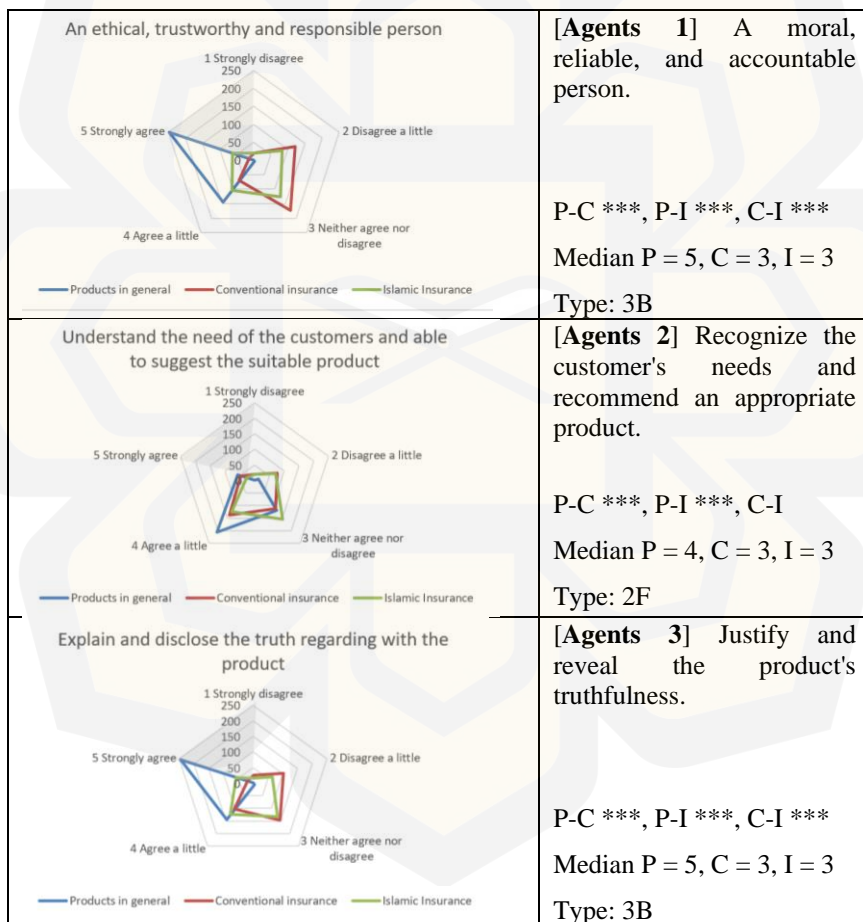 An ethical, trustworthy and responsible person
1 Strongly disagree
250
200
150
100
50
0
5 Strongly agree
2 Disagree a little
4 Agree a little
3 Neither agree nor
disagree
Products in general
Conventional insurance
Islamic Insurance
[Agents 1] A moral,
reliable, and accountable
person.
P-C ***, P-I ***, C-I ***
Median P = 5, C = 3, I = 3
Type: 3B
Understand the need of the customers and able
to suggest the suitable product
1 Strongly disagree
250
200
150
100
50
0
5 Strongly agree
2 Disagree a little
4 Agree a little
3 Neither agree nor
disagree
Products in general
Conventional insurance
Islamic Insurance
[Agents 2] Recognize the
customer's needs and
recommend an appropriate
product.
P-C ***, P-I ***, C-I
Median P = 4, C = 3, I = 3
Type: 2F
Explain and disclose the truth regarding with the
product
1 Strongly disagree
250
200
150
100
50
0
5 Strongly agree
2 Disagree a little
4 Agree a little
3 Neither agree nor
disagree
Products in general
Conventional insurance
Islamic Insurance
[Agents 3] Justify and
reveal the product's
truthfulness.
P-C ***, P-I ***, C-I ***
Median P = 5, C = 3, I = 3
Type: 3B